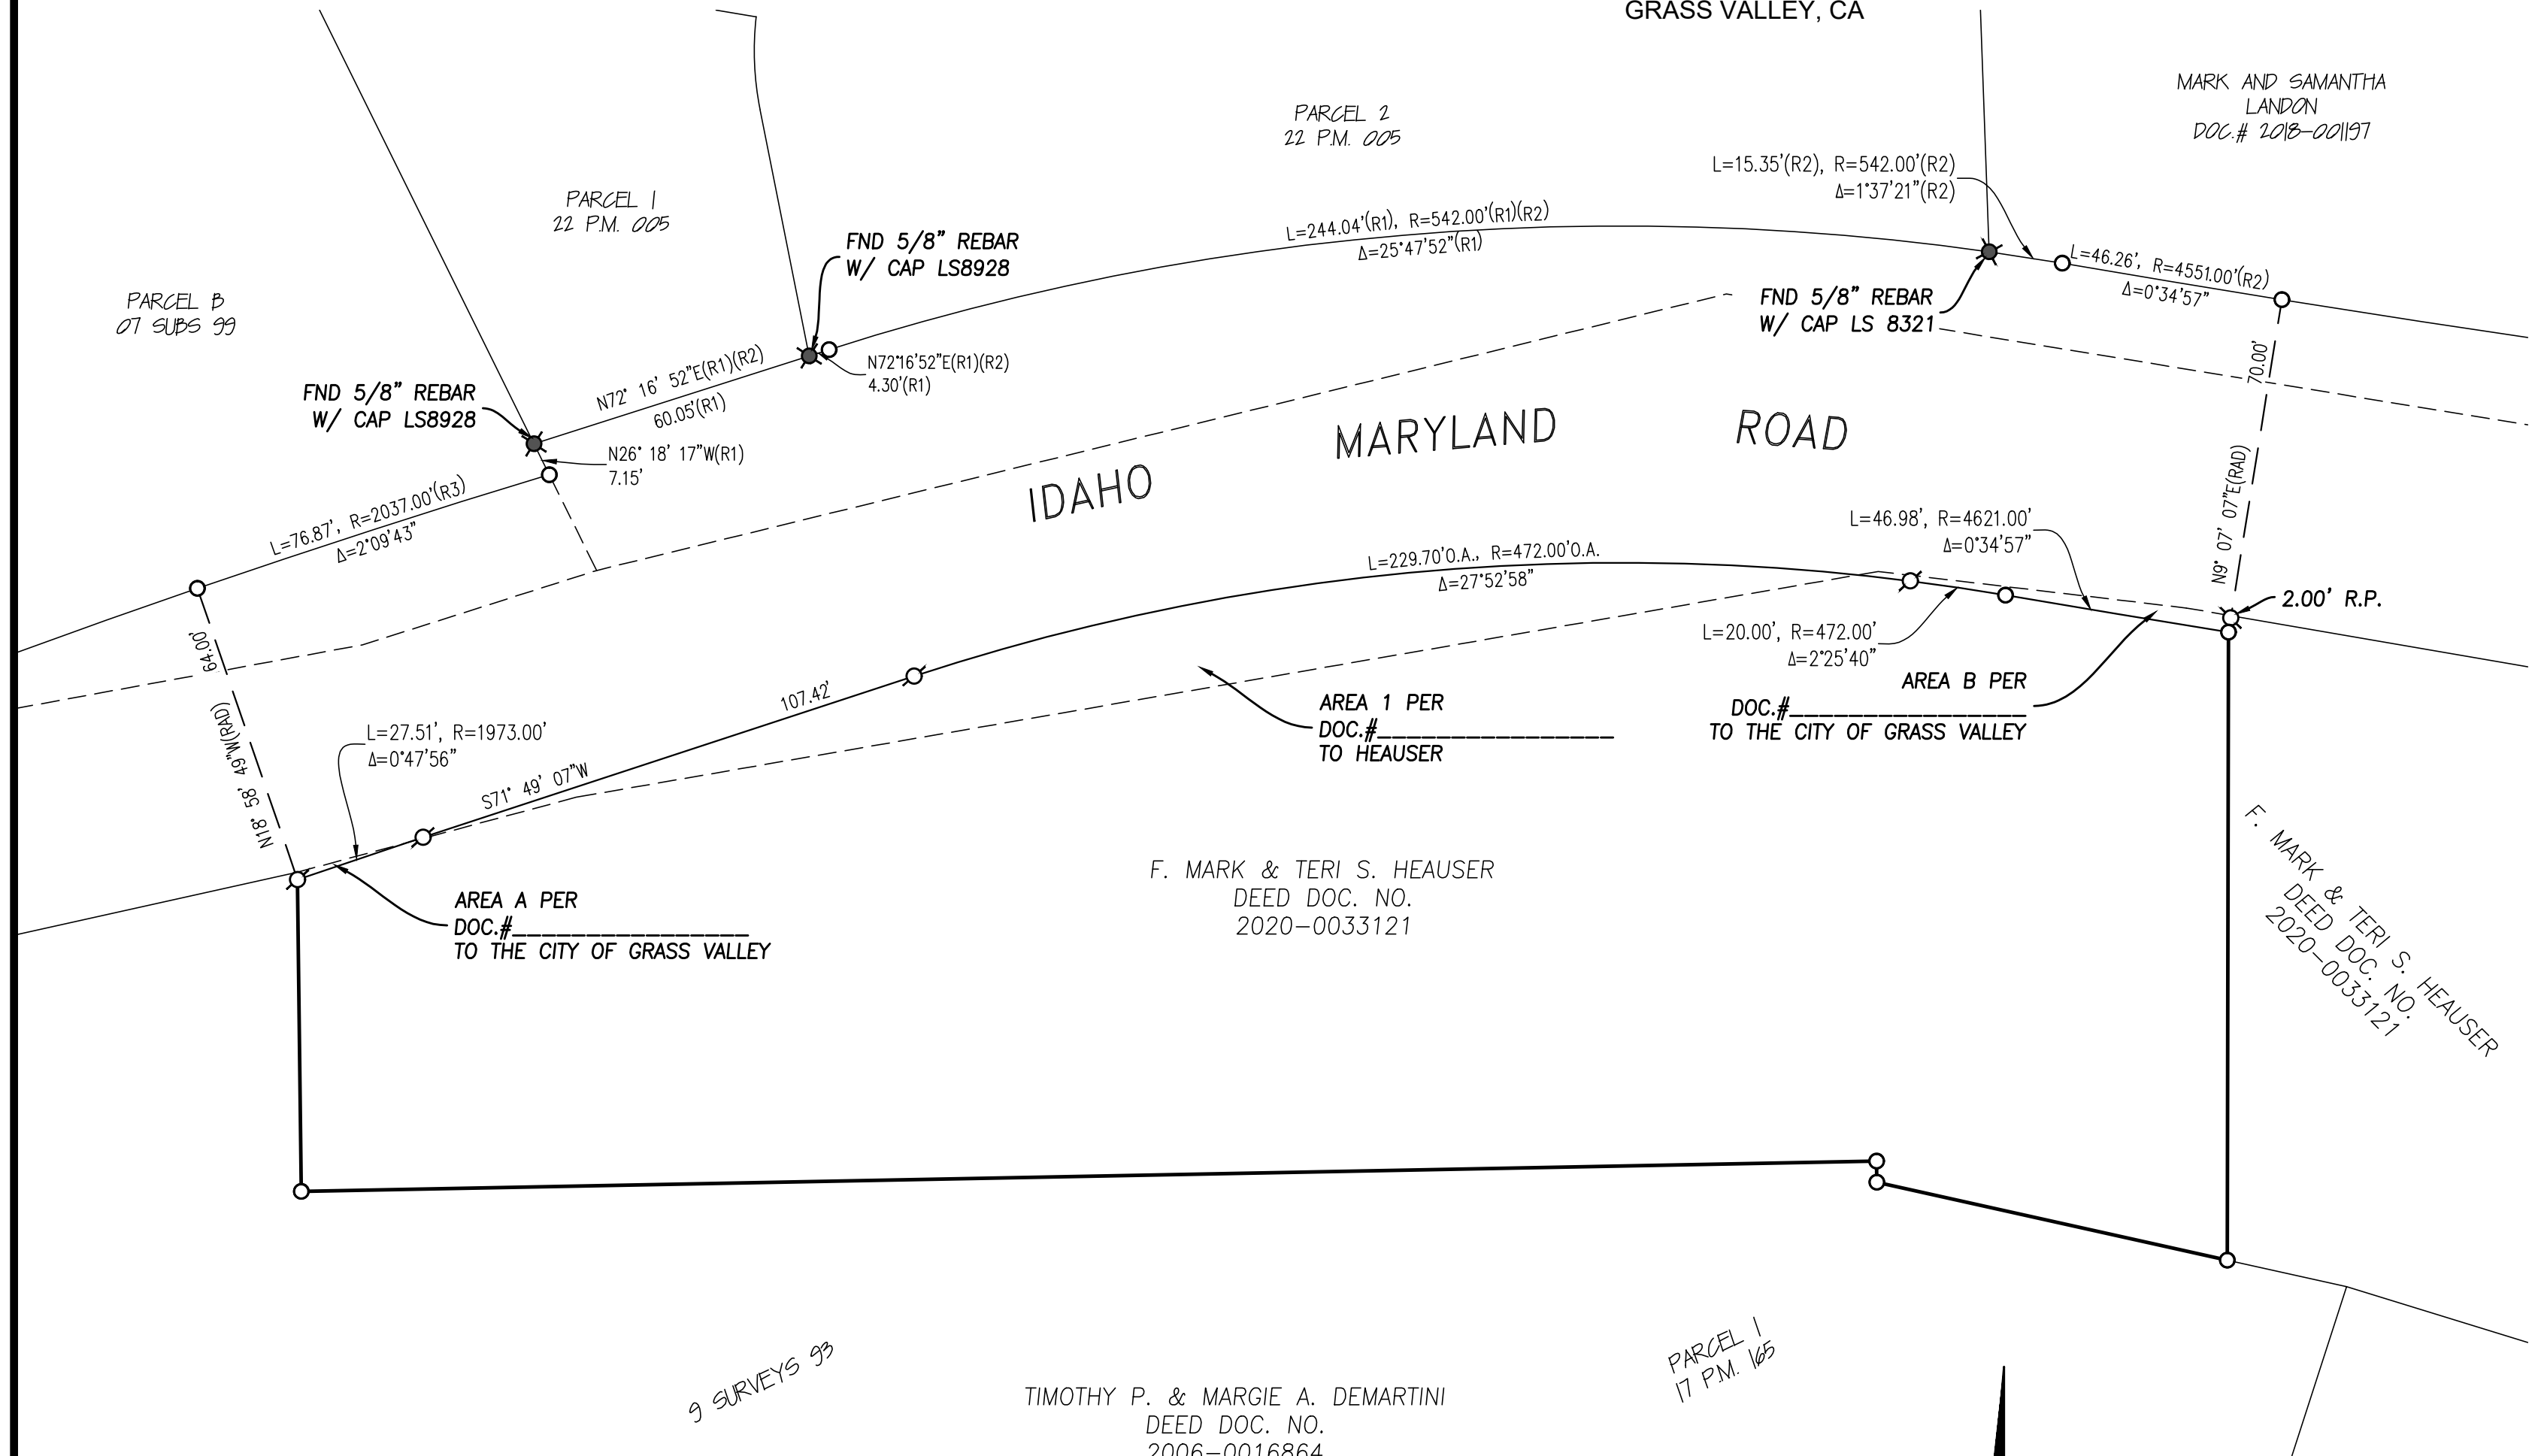 GRASS VALLEY, CA
MARK AND SAMANTHA
LANDON
DOC.# 2018-001197
PARCEL 2
22 P.M. 005
L=15.35'(R2), R=542.00'(R2)
Δ=1°37'21"(R2)
PARCEL 1
22 P.M. 005
L=244.04'(R1), R=542.00'(R1)(R2)
Δ=25°47'52"(R1)
FND 5/8" REBAR
W/ CAP LS8928
L=46.26', R=4551.00'(R2)
Δ=0°34'57"
FND 5/8" REBAR
W/ CAP LS 8321
PARCEL B
07 SUBS 99
N72° 16' 52"E(R1)(R2)
60.05'(R1)
N72°16'52"E(R1)(R2)
4.30'(R1)
70.00'
N9° 07' 07"E(RAD)
FND 5/8" REBAR
W/ CAP LS8928
N26° 18' 17"W(R1)
7.15'
IDAHO MARYLAND ROAD
L=76.87', R=2037.00'(R3)
Δ=2°09'43"
L=46.98', R=4621.00'
Δ=0°34'57"
L=229.70'O.A., R=472.00'O.A.
Δ=27°52'58"
2.00' R.P.
L=20.00', R=472.00'
Δ=2°25'40"
64.00'
N18° 58' 49"W(RAD)
AREA B PER
DOC.#________________
TO THE CITY OF GRASS VALLEY
AREA 1 PER
DOC.#________________
TO HEAUSER
107.42'
S71° 49' 07"W
L=27.51', R=1973.00'
Δ=0°47'56"
AREA A PER
DOC.#________________
TO THE CITY OF GRASS VALLEY
F. MARK & TERI S. HEAUSER
DEED DOC. NO.
2020-0033121
F. MARK & TERI S. HEAUSER
DEED DOC. NO.
2020-0033121
9 SURVEYS 93
PARCEL 1
17 P.M. 165
TIMOTHY P. & MARGIE A. DEMARTINI
DEED DOC. NO.
2006-0016864